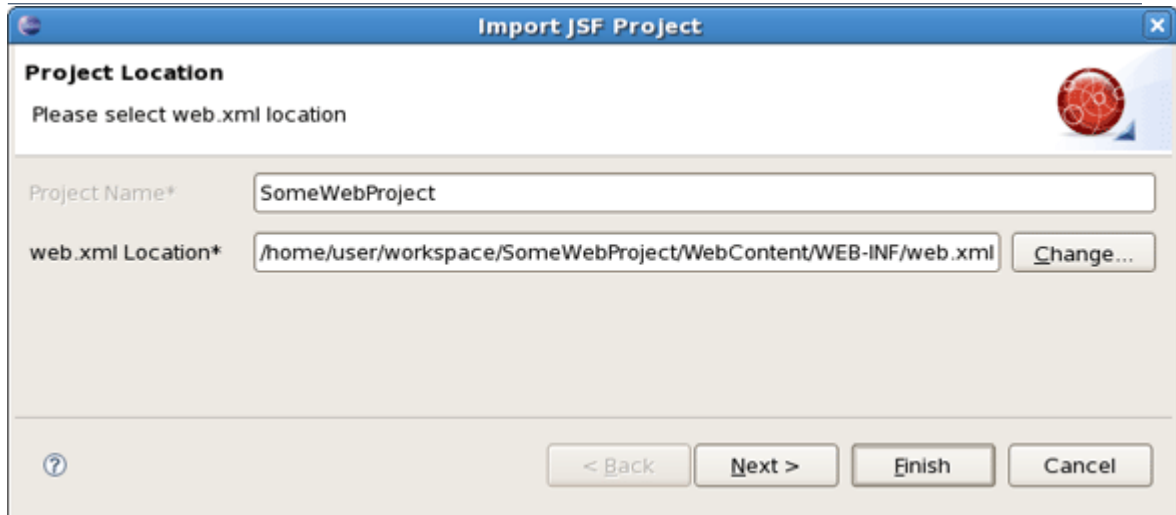 Import JSF Project
Project Location
Please select web.xml location
Project Name* SomeWebProject
web.xml Location* /home/user/workspace/SomeWebProject/WebContent/WEB-INF/web.xml Change...
? < Back Next > Finish Cancel